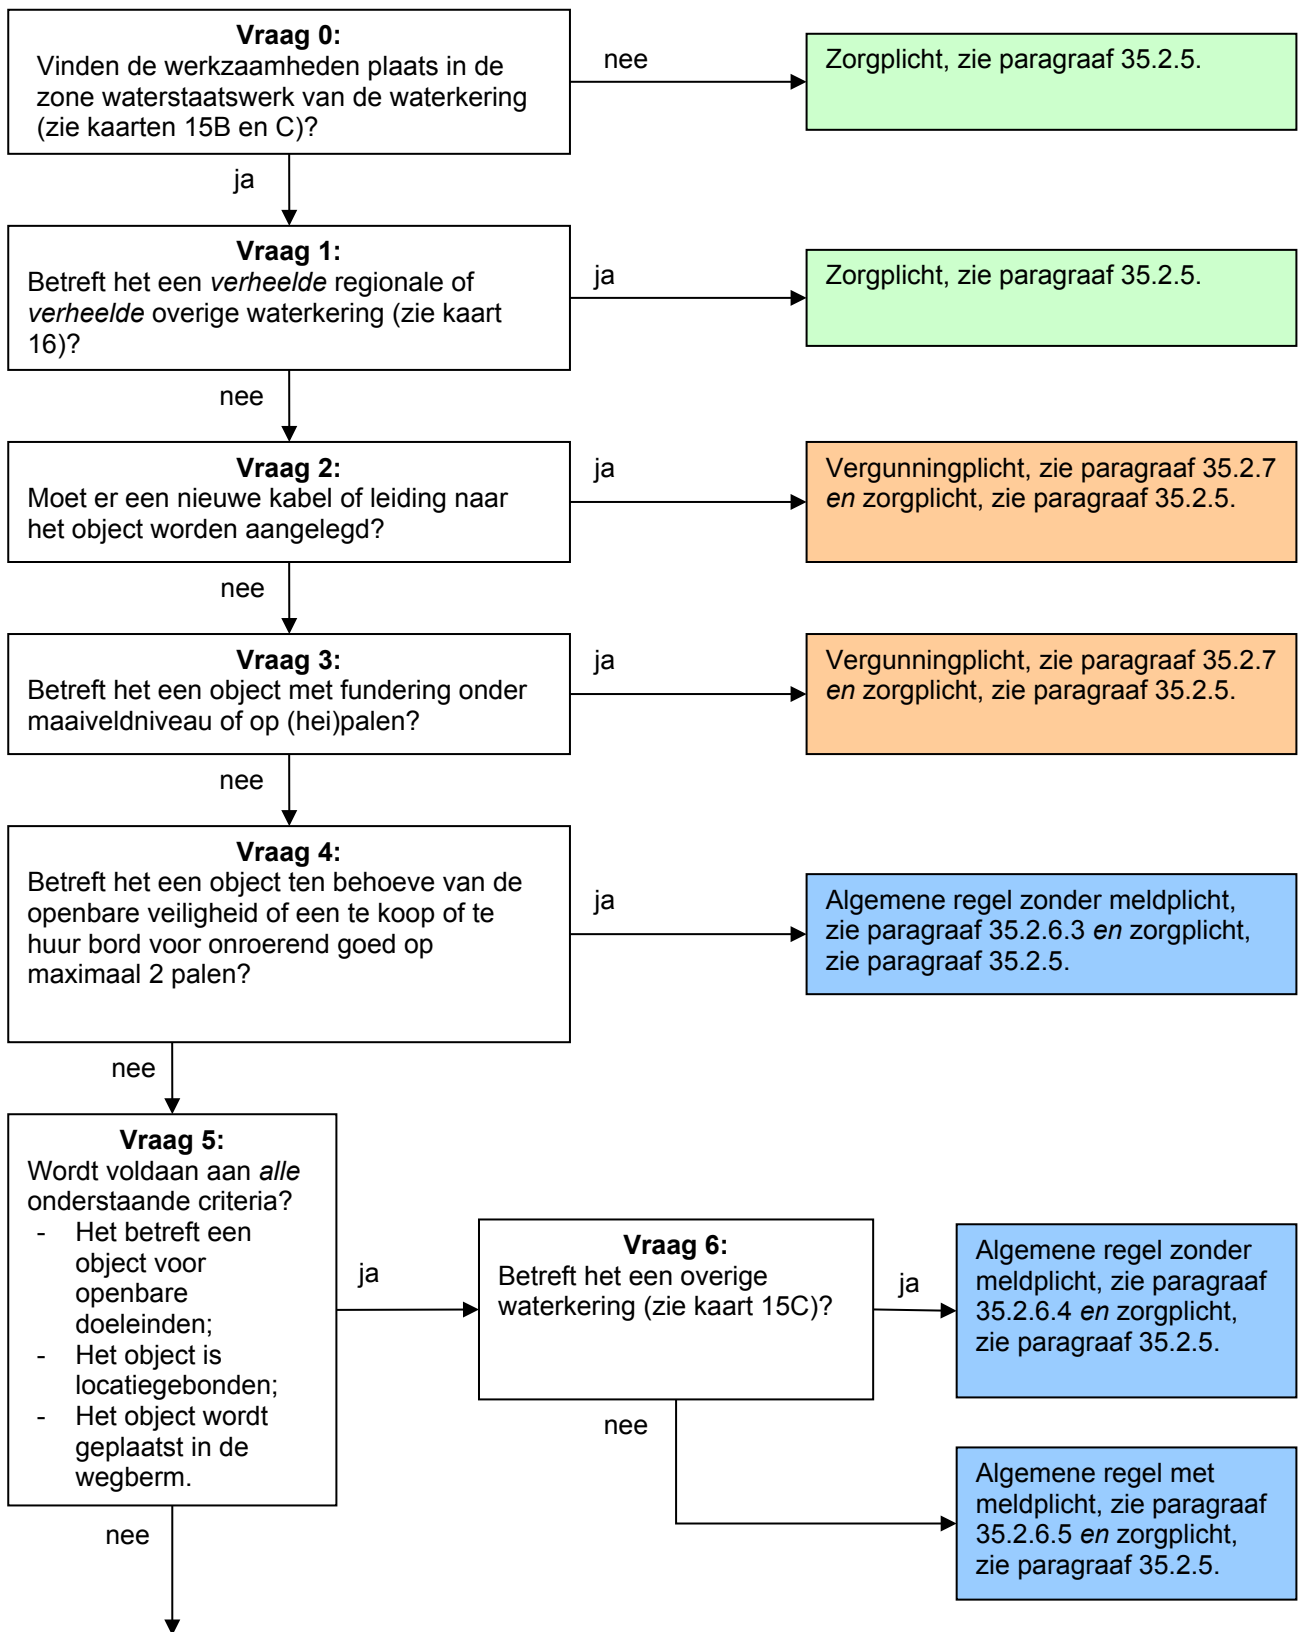 Vraag 0:
Vinden de werkzaamheden plaats in de
zone waterstaatswerk van de waterkering
(zie kaarten 15B en C)?
nee
Zorgplicht, zie paragraaf 35.2.5.
ja
Vraag 1:
Betreft het een verheelde regionale of
verheelde overige waterkering (zie kaart
16)?
ja
Zorgplicht, zie paragraaf 35.2.5.
nee
Vraag 2:
Moet er een nieuwe kabel of leiding naar
het object worden aangelegd?
ja
Vergunningplicht, zie paragraaf 35.2.7
en zorgplicht, zie paragraaf 35.2.5.
nee
Vraag 3:
Betreft het een object met fundering onder
maaiveldniveau of op (hei)palen?
ja
Vergunningplicht, zie paragraaf 35.2.7
en zorgplicht, zie paragraaf 35.2.5.
nee
Vraag 4:
Betreft het een object ten behoeve van de
openbare veiligheid of een te koop of te
huur bord voor onroerend goed op
maximaal 2 palen?
ja
Algemene regel zonder meldplicht,
zie paragraaf 35.2.6.3 en zorgplicht,
zie paragraaf 35.2.5.
nee
Vraag 5:
Wordt voldaan aan alle
onderstaande criteria?
- Het betreft een
object voor
openbare
doeleinden;
- Het object is
locatiegebonden;
- Het object wordt
geplaatst in de
wegberm.
ja
Vraag 6:
Betreft het een overige
waterkering (zie kaart 15C)?
ja
Algemene regel zonder
meldplicht, zie paragraaf
35.2.6.4 en zorgplicht,
zie paragraaf 35.2.5.
nee
Algemene regel met
meldplicht, zie paragraaf
35.2.6.5 en zorgplicht,
zie paragraaf 35.2.5.
nee